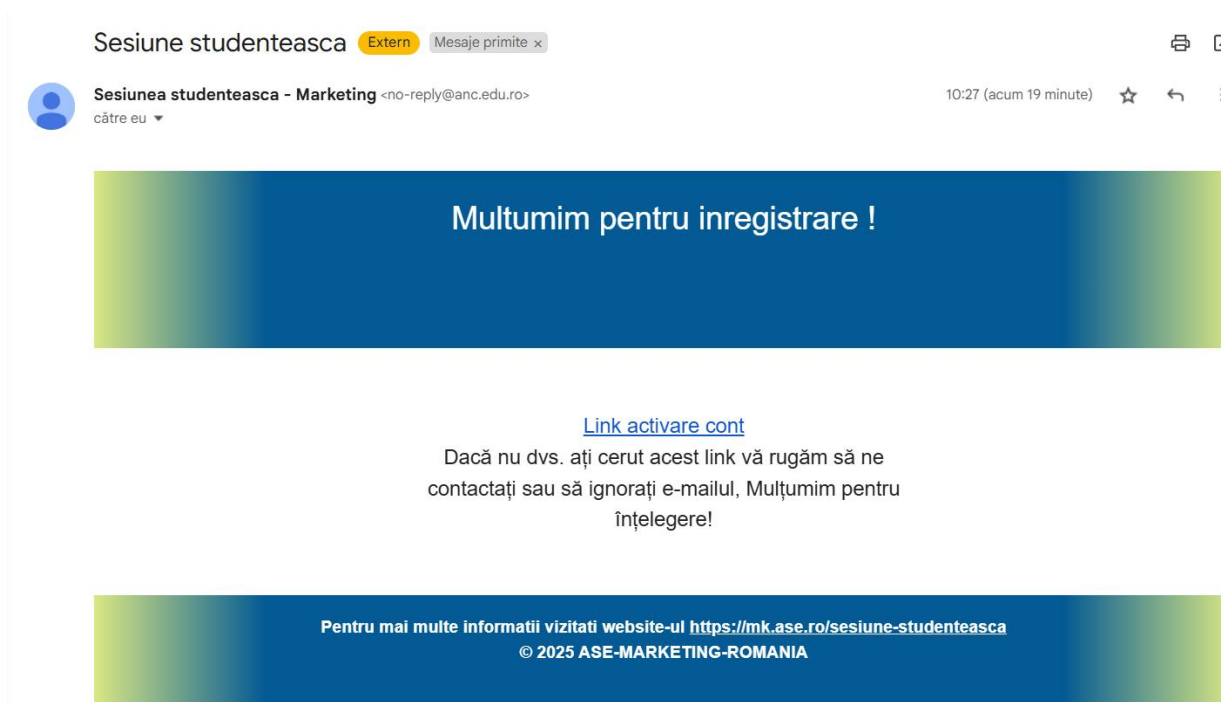 Sesiune studenteasca Extern Mesaje primite ×
Sesiunea studenteasca - Marketing <no-reply@anc.edu.ro> 10:27 (acum 19 minute)
către eu
Multumim pentru inregistrare !
Link activare cont
Dacă nu dvs. ați cerut acest link vă rugăm să ne
contactați sau să ignorați e-mailul, Mulțumim pentru
înțelegere!
Pentru mai multe informatii vizitati website-ul https://mk.ase.ro/sesiune-studenteasca
© 2025 ASE-MARKETING-ROMANIA